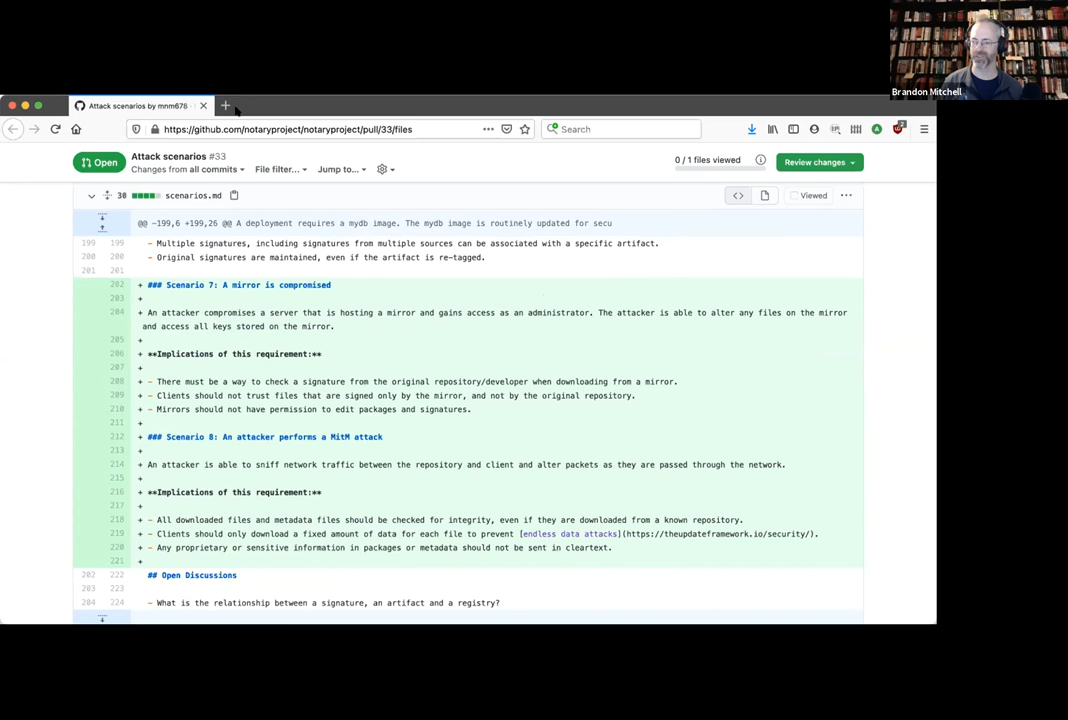 Brandon Mitchell
Attack scenarios by mnm678
https://github.com/notaryproject/notaryproject/pull/33/files
Search
Open
Attack scenarios #33
Changes from all commits
File filter...
Jump to...
0 / 1 files viewed
Review changes
30
scenarios.md
Viewed
@@ -199,6 +199,26 @@ A deployment requires a mydb image. The mydb image is routinely updated for secu
199 199 - Multiple signatures, including signatures from multiple sources can be associated with a specific artifact.
200 200 - Original signatures are maintained, even if the artifact is re-tagged.
201 201
202 + ### Scenario 7: A mirror is compromised
203 +
204 + An attacker compromises a server that is hosting a mirror and gains access as an administrator. The attacker is able to alter any files on the mirror
and access all keys stored on the mirror.
205 +
206 + **Implications of this requirement:**
207 +
208 + - There must be a way to check a signature from the original repository/developer when downloading from a mirror.
209 + - Clients should not trust files that are signed only by the mirror, and not by the original repository.
210 + - Mirrors should not have permission to edit packages and signatures.
211 +
212 + ### Scenario 8: An attacker performs a MitM attack
213 +
214 + An attacker is able to sniff network traffic between the repository and client and alter packets as they are passed through the network.
215 +
216 + **Implications of this requirement:**
217 +
218 + - All downloaded files and metadata files should be checked for integrity, even if they are downloaded from a known repository.
219 + - Clients should only download a fixed amount of data for each file to prevent [endless data attacks](https://theupdateframework.io/security/).
220 + - Any proprietary or sensitive information in packages or metadata should not be sent in cleartext.
221 +
202 222 ## Open Discussions
203 223
204 224 - What is the relationship between a signature, an artifact and a registry?